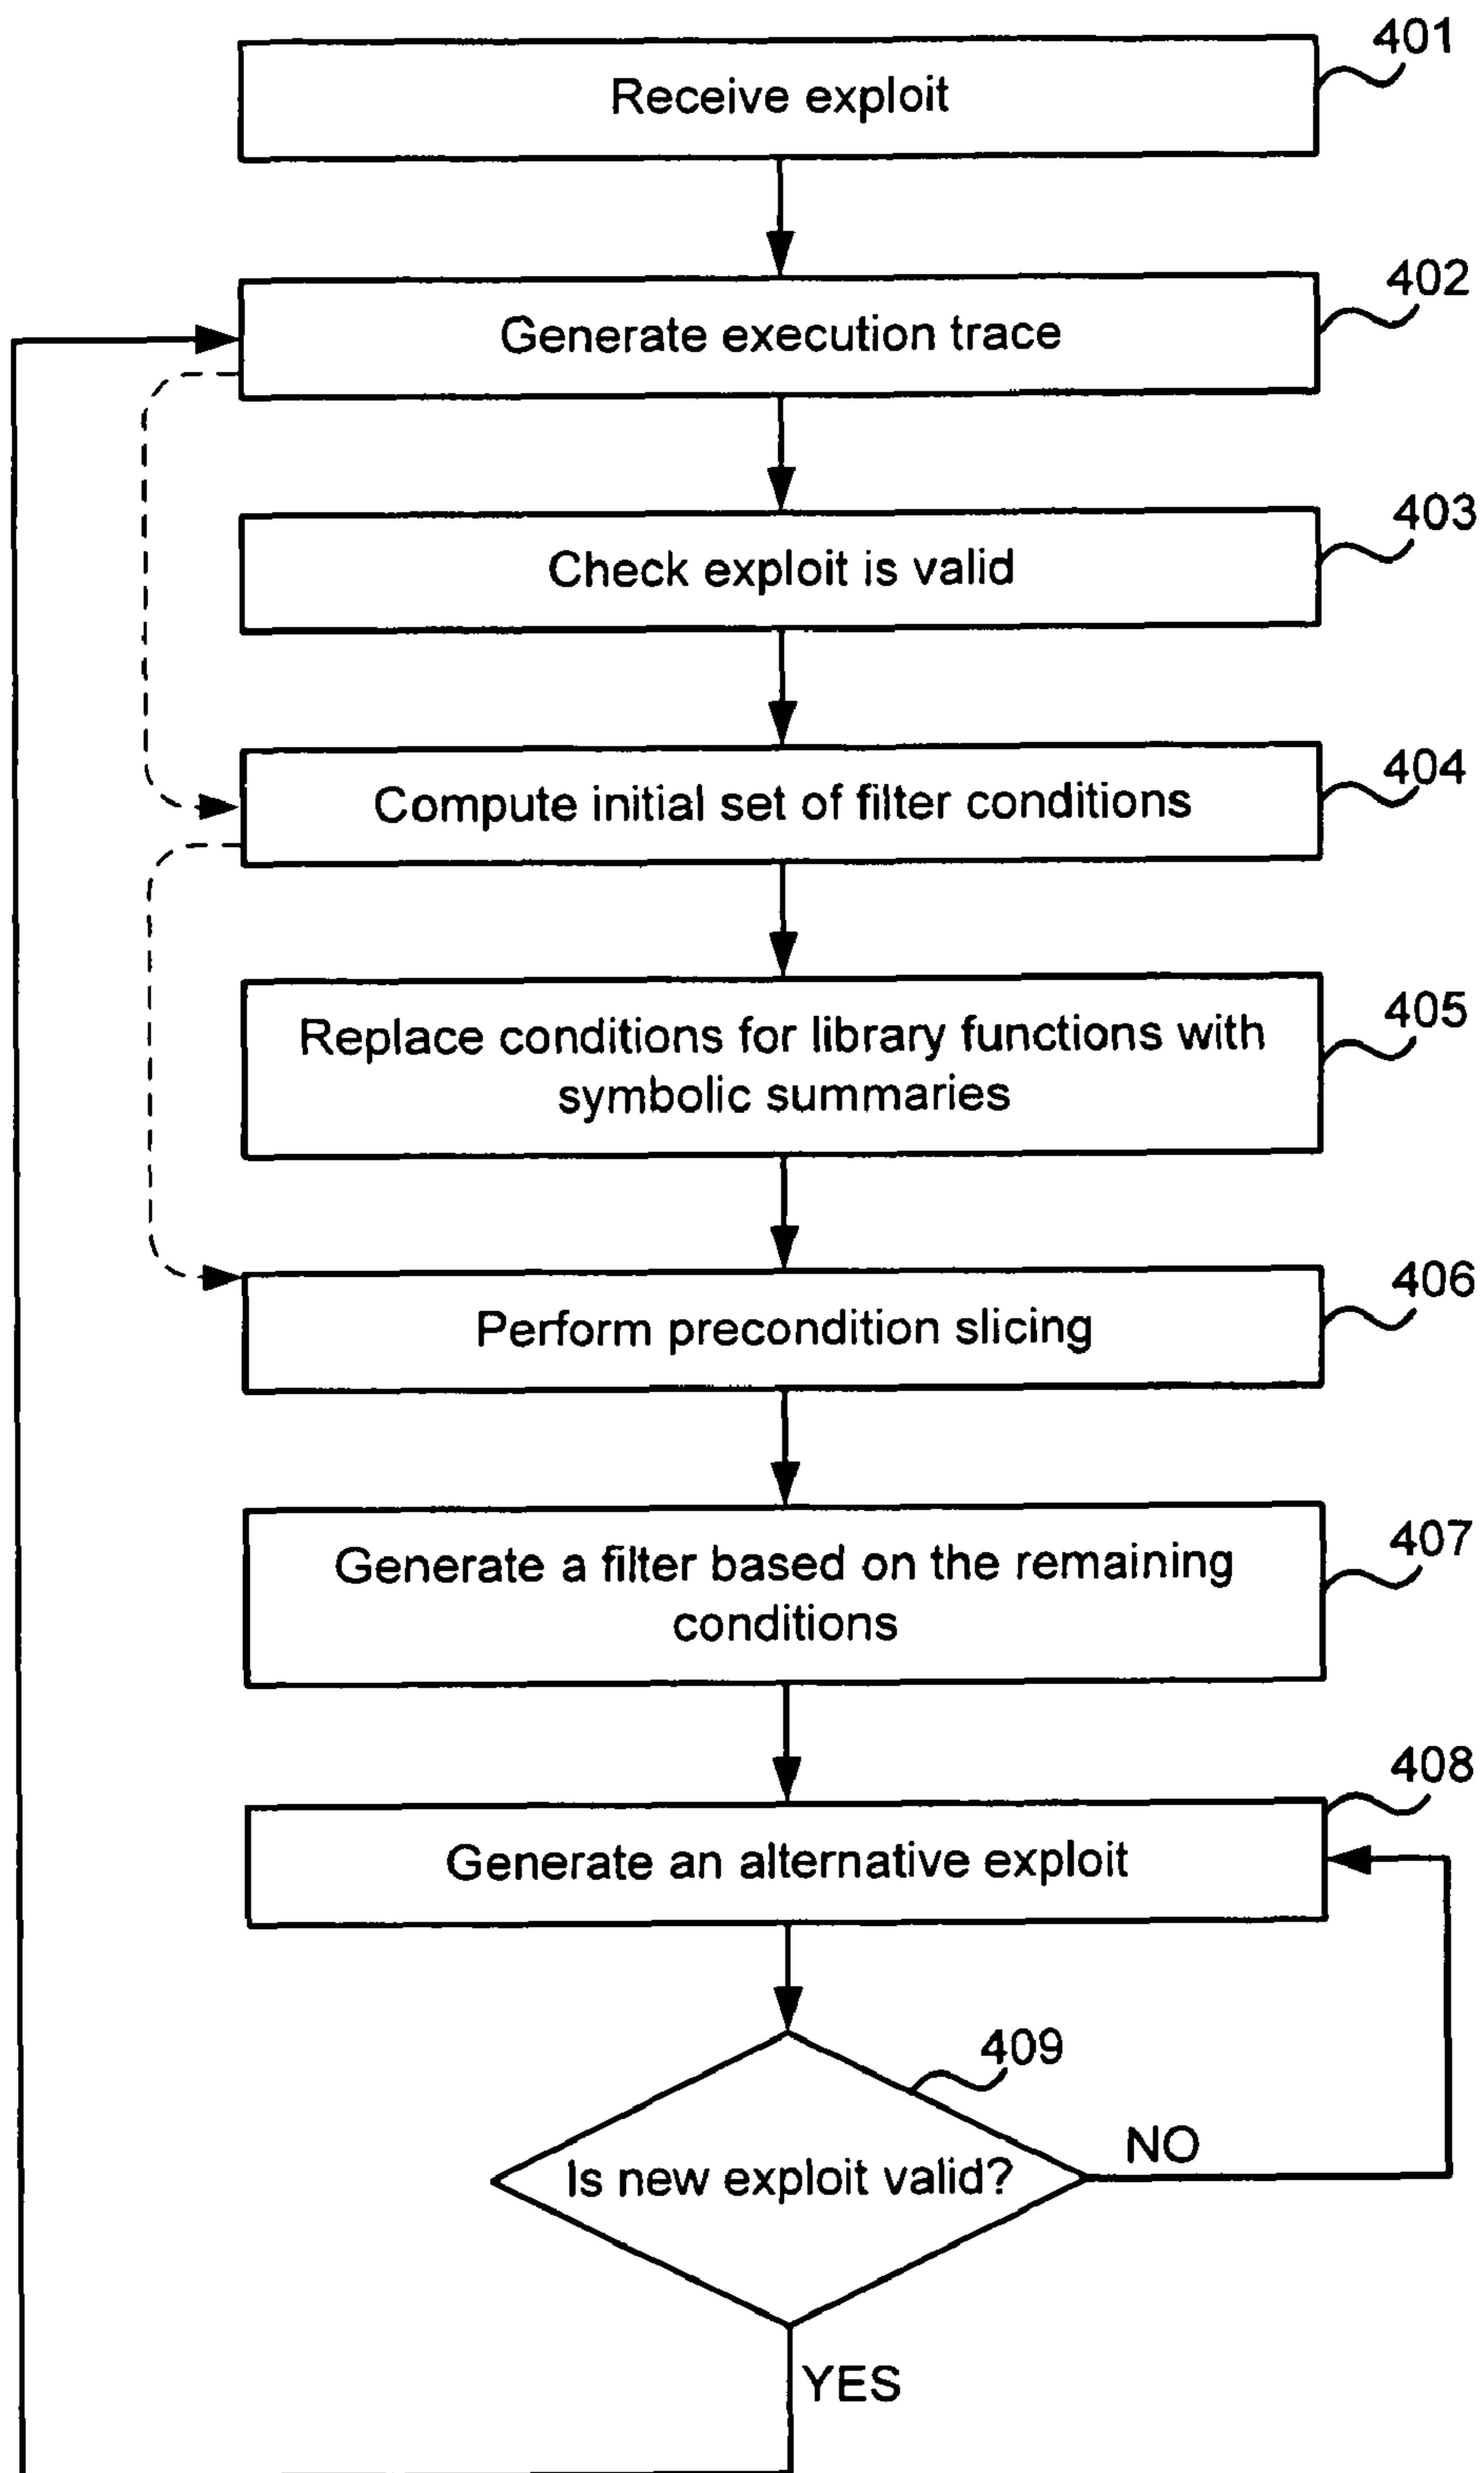 401
Receive exploit
402
Generate execution trace
403
Check exploit is valid
404
Compute initial set of filter conditions
405
Replace conditions for library functions with
symbolic summaries
406
Perform precondition slicing
407
Generate a filter based on the remaining
conditions
408
Generate an alternative exploit
409
Is new exploit valid?
NO
YES